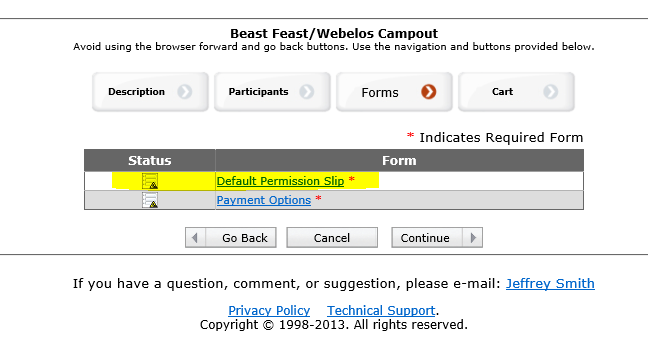 Beast Feast/Webelos Campout
Avoid using the browser forward and go back buttons. Use the navigation and buttons provided below.
Description Participants Forms Cart
* Indicates Required Form
Status Form
Default Permission Slip *
Payment Options *
Go Back Cancel Continue
If you have a question, comment, or suggestion, please e-mail: Jeffrey Smith
Privacy Policy Technical Support.
Copyright © 1998-2013. All rights reserved.